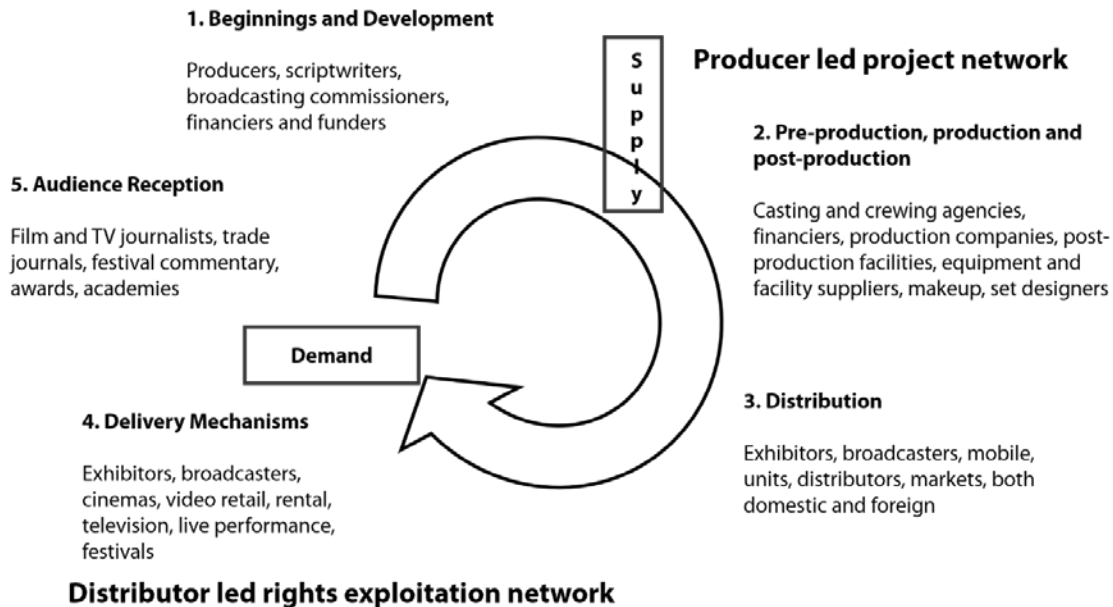 1. Beginnings and Development
Producers, scriptwriters,
broadcasting commissioners,
financiers and funders
Supply
Producer led project network
2. Pre-production, production and
post-production
Casting and crewing agencies,
financiers, production companies, post-
production facilities, equipment and
facility suppliers, makeup, set designers
5. Audience Reception
Film and TV journalists, trade
journals, festival commentary,
awards, academies
Demand
3. Distribution
Exhibitors, broadcasters, mobile,
units, distributors, markets, both
domestic and foreign
4. Delivery Mechanisms
Exhibitors, broadcasters,
cinemas, video retail, rental,
television, live performance,
festivals
Distributor led rights exploitation network